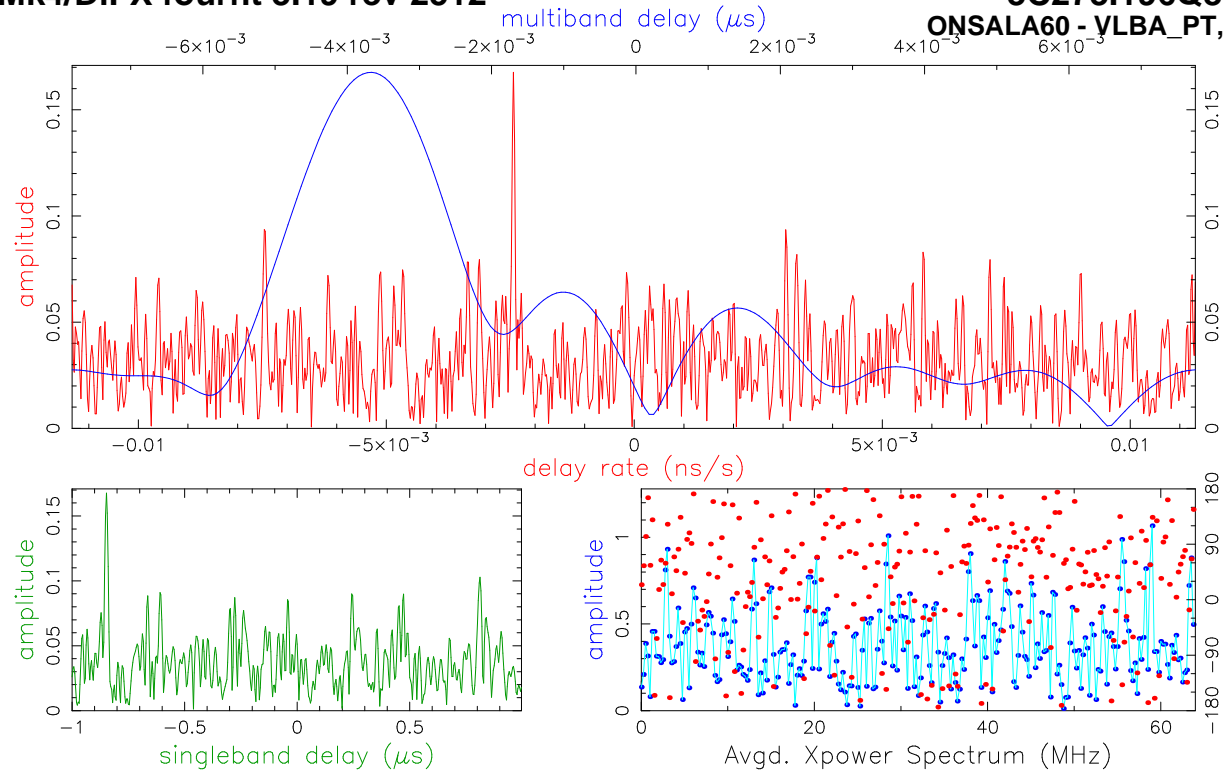 multiband delay (μs)
ONSALA60 - VLBA_PT,
−6×10⁻³ −4×10⁻³ −2×10⁻³ 0 2×10⁻³ 4×10⁻³ 6×10⁻³
amplitude
0 0.05 0.1 0.15
0 0.05 0.1 0.15
−0.01 −5×10⁻³ 0 5×10⁻³ 0.01
delay rate (ns/s)
amplitude
0 0.05 0.1 0.15
−1 −0.5 0 0.5
singleband delay (μs)
amplitude
0 0.5 1
180 90 0 −90 −180
0 20 40 60
Avgd. Xpower Spectrum (MHz)